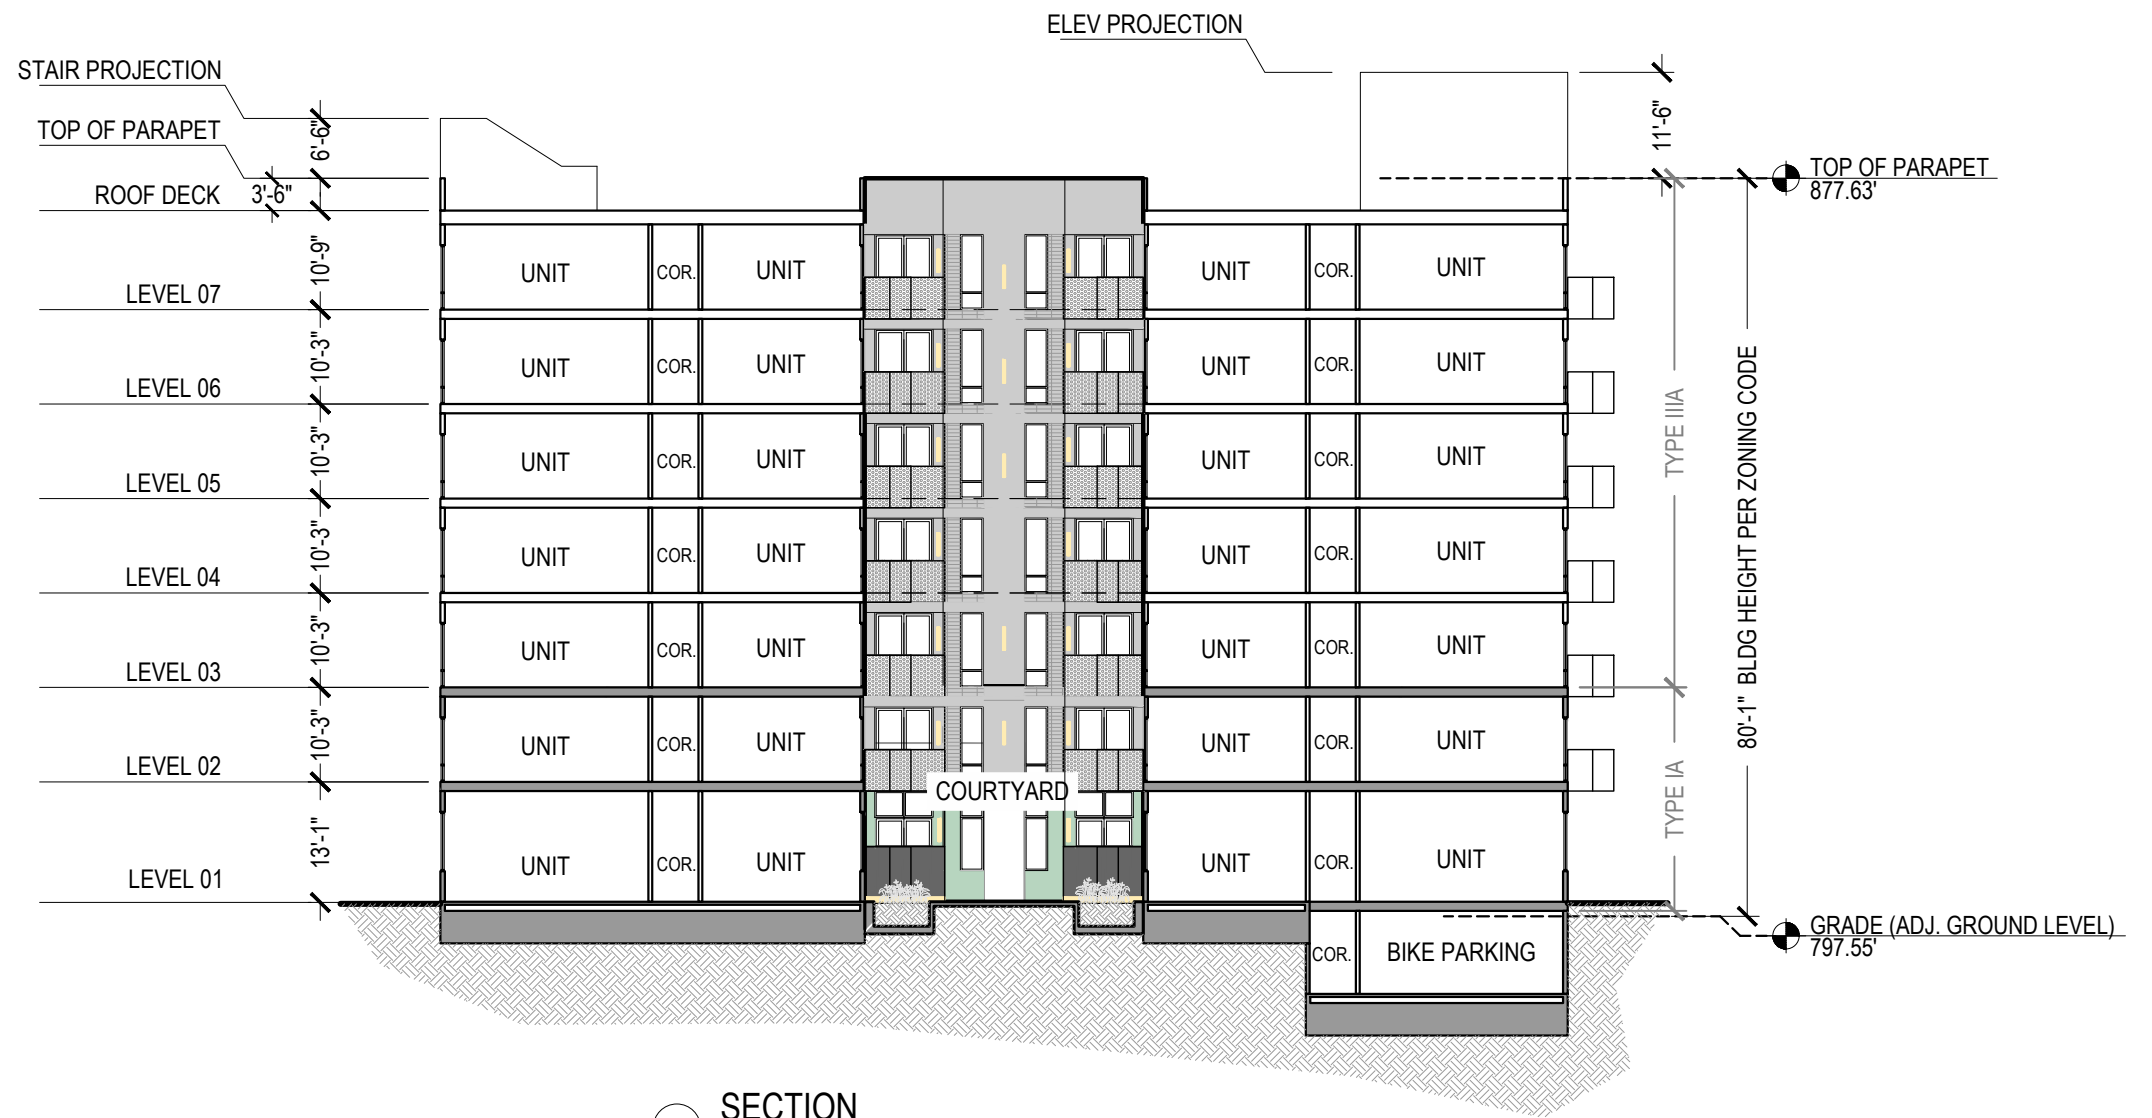 ELEV PROJECTION
STAIR PROJECTION
TOP OF PARAPET
ROOF DECK
3'-6"
6'-6"
11'-6"
TOP OF PARAPET
877.63'
10'-9"
UNIT COR. UNIT UNIT COR. UNIT
LEVEL 07
10'-3"
UNIT COR. UNIT UNIT COR. UNIT
LEVEL 06
10'-3"
UNIT COR. UNIT UNIT COR. UNIT
LEVEL 05
10'-3"
UNIT COR. UNIT UNIT COR. UNIT
LEVEL 04
10'-3"
UNIT COR. UNIT UNIT COR. UNIT
LEVEL 03
10'-3"
UNIT COR. UNIT UNIT COR. UNIT
LEVEL 02
COURTYARD
13'-1"
UNIT COR. UNIT UNIT COR. UNIT
LEVEL 01
TYPE IIIA
TYPE IA
80'-1" BLDG HEIGHT PER ZONING CODE
GRADE (ADJ. GROUND LEVEL)
797.55'
COR. BIKE PARKING
SECTION